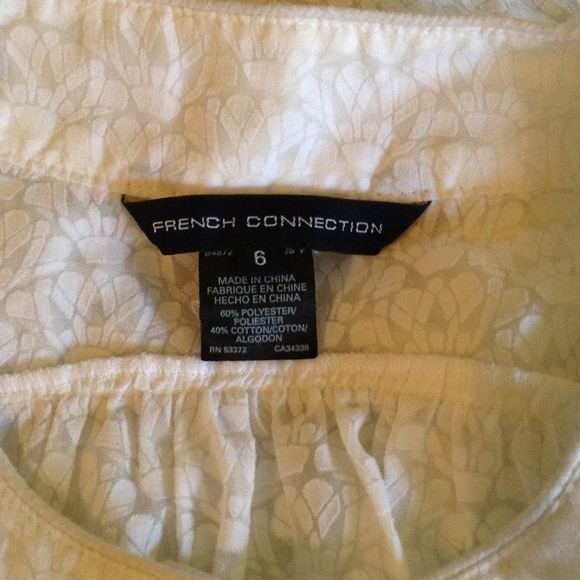 FRENCH CONNECTION
6
MADE IN CHINA
FABRIQUE EN CHINE
HECHO EN CHINA
60% POLYESTER/
POLIESTER
40% COTTON/COTON/
ALGODON
RN 53372 CA34338